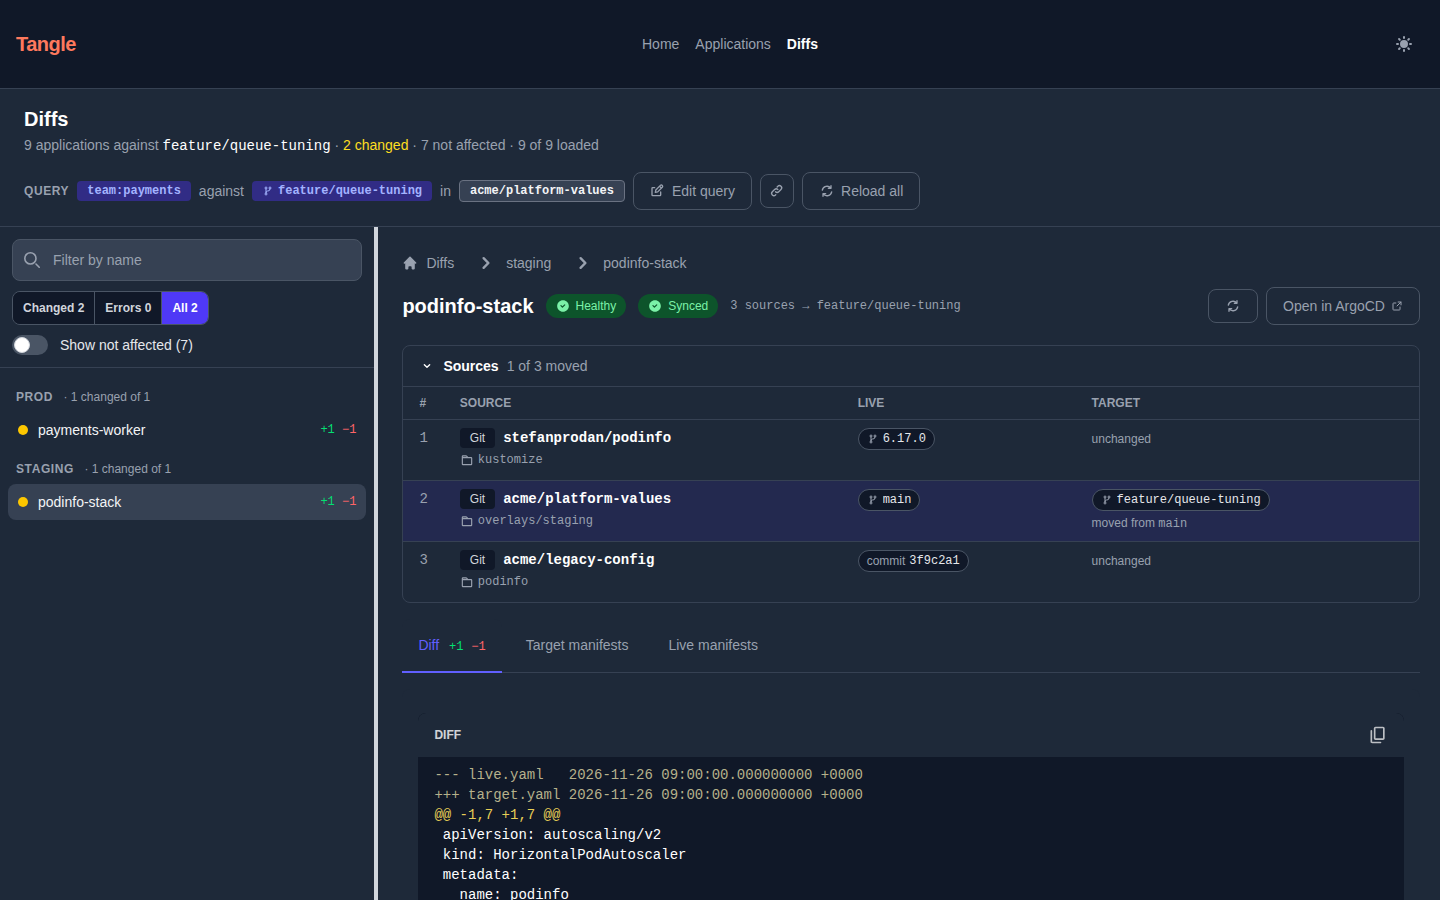 Tangle
Home Applications Diffs
Diffs
9 applications against feature/queue-tuning · 2 changed · 7 not affected · 9 of 9 loaded
QUERY team:payments against feature/queue-tuning in acme/platform-values Edit query Reload all
Filter by name
Changed 2 Errors 0 All 2
Show not affected (7)
PROD · 1 changed of 1
payments-worker +1 −1
STAGING · 1 changed of 1
podinfo-stack +1 −1
Diffs staging podinfo-stack
podinfo-stack Healthy Synced 3 sources → feature/queue-tuning Open in ArgoCD
Sources 1 of 3 moved
# SOURCE LIVE TARGET
1 Git stefanprodan/podinfo 6.17.0 unchanged
kustomize
2 Git acme/platform-values main feature/queue-tuning
overlays/staging moved from main
3 Git acme/legacy-config commit 3f9c2a1 unchanged
podinfo
Diff +1 −1 Target manifests Live manifests
DIFF
--- live.yaml   2026-11-26 09:00:00.000000000 +0000
+++ target.yaml 2026-11-26 09:00:00.000000000 +0000
@@ -1,7 +1,7 @@
 apiVersion: autoscaling/v2
 kind: HorizontalPodAutoscaler
 metadata:
   name: podinfo